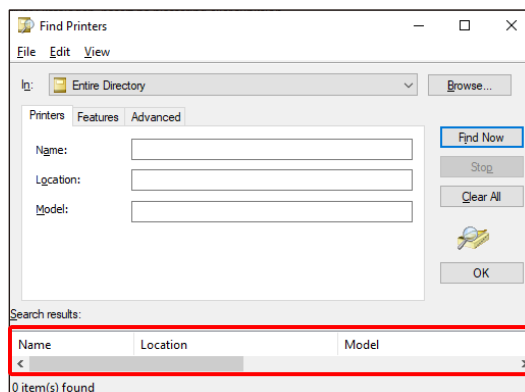 Find Printers
File Edit View
In: Entire Directory Browse...
Printers Features Advanced
Find Now
Name:
Stop
Location:
Clear All
Model:
OK
Search results:
Name Location Model
0 item(s) found